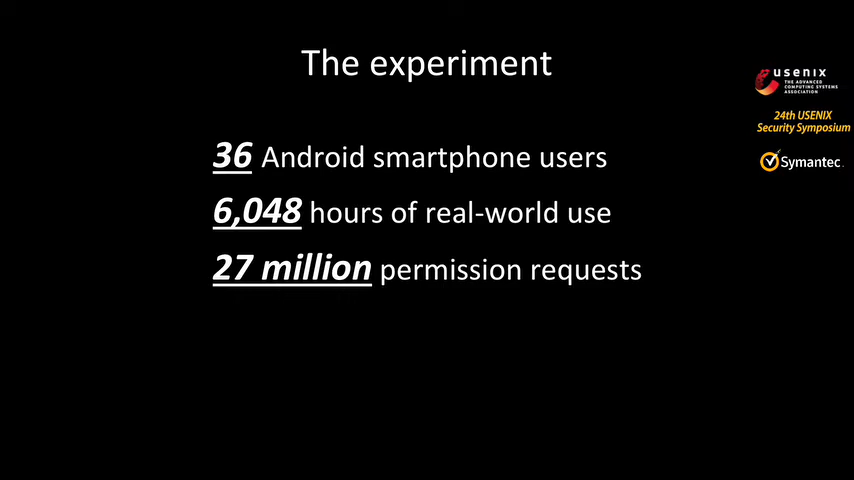 The experiment
36 Android smartphone users
6,048 hours of real-world use
27 million permission requests
usenix
THE ADVANCED
COMPUTING SYSTEMS
ASSOCIATION
24th USENIX
Security Symposium
Symantec.